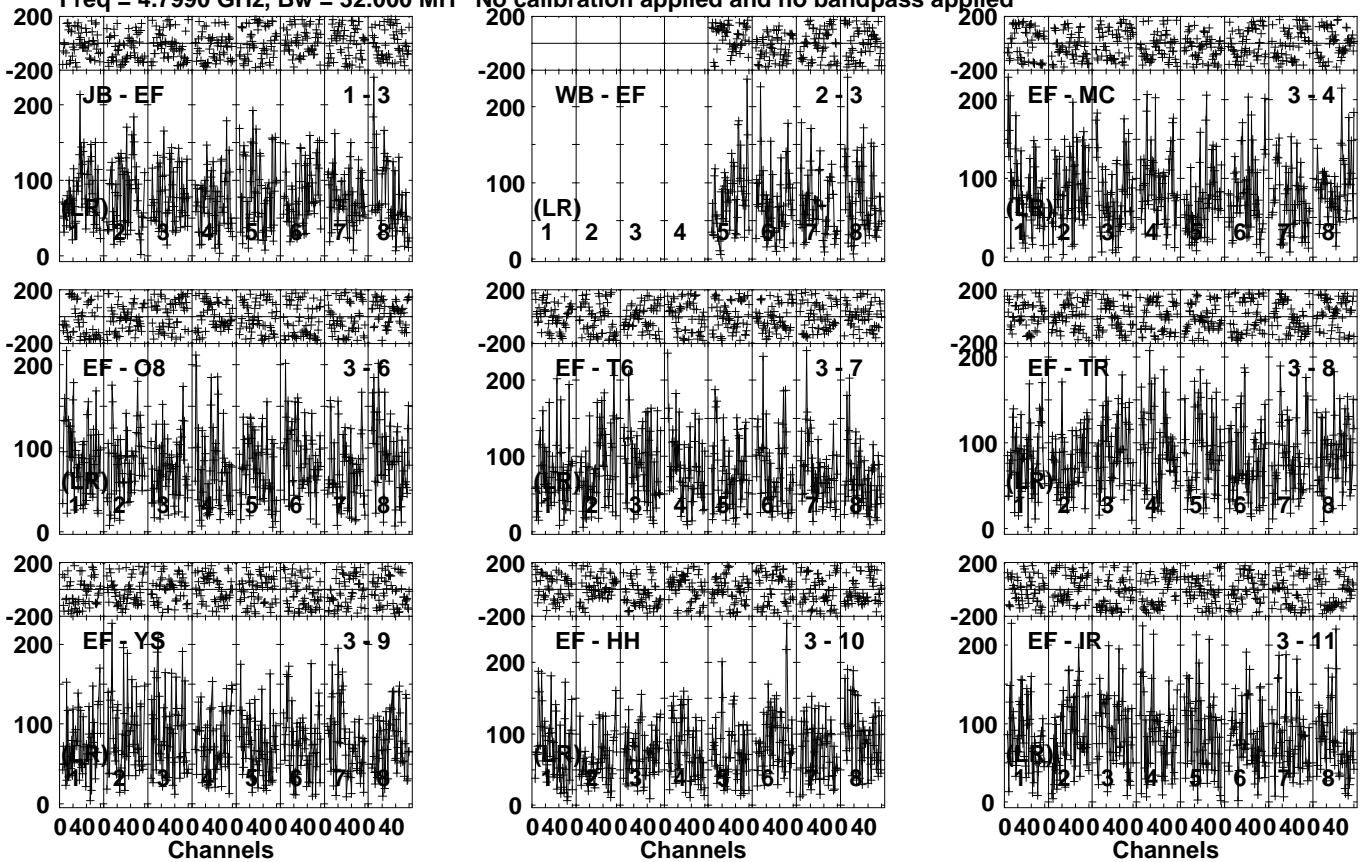 Freq = 4.7990 GHz, Bw = 32.000 MH No calibration applied and no bandpass applied
200 200 200
-200 -200 -200
JB - EF 1 - 3 WB - EF 2 - 3 EF - MC 3 - 4
200 200 200
100 100 100
(LR) (LR) (LR)
1 2 3 4 5 6 7 8 1 2 3 4 5 6 7 8 1 2 3 4 5 6 7 8
0 0 0
200 200 200
-200 -200 -200
EF - O8 3 - 6 EF - T6 3 - 7 EF - TR 3 - 8
200 200 200
100 100 100
(LR) (LR) (LR)
1 2 3 4 5 6 7 8 1 2 3 4 5 6 7 8 1 2 3 4 5 6 7 8
0 0 0
200 200 200
-200 -200 -200
EF - YS 3 - 9 EF - HH 3 - 10 EF - IR 3 - 11
200 200 200
100 100 100
(LR) (LR) (LR)
1 2 3 4 5 6 7 8 1 2 3 4 5 6 7 8 1 2 3 4 5 6 7 8
0 0 0
0 40 0 40 0 40 0 40 0 40 0 40 0 40 0 40 0 40 0 40 0 40 0 40 0 40 0 40 0 40 0 40 0 40 0 40 0 40 0 40 0 40 0 40 0 40 0 40
Channels Channels Channels